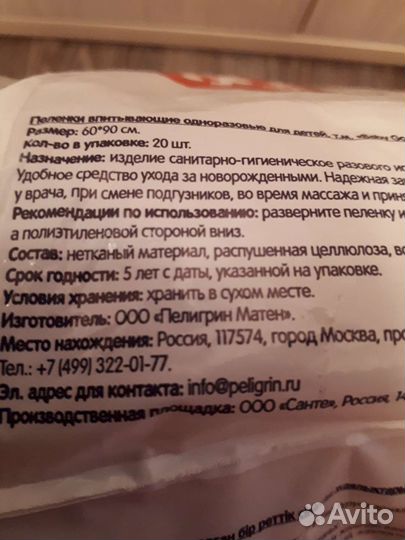 Пеленки впитывающие одноразовые для детей, т.м. «Baby
Размер: 60*90 см.
Кол-во в упаковке: 20 шт.
Назначение: изделие санитарно-гигиеническое разового
Удобное средство ухода за новорожденными. Надежная
у врача, при смене подгузников, во время массажа и
Рекомендации по использованию: разверните пеленку и
а полиэтиленовой стороной вниз.
Состав: нетканый материал, распушенная целлюлоза,
Срок годности: 5 лет с даты, указанной на упаковке.
Условия хранения: хранить в сухом месте.
Изготовитель: ООО «Пелигрин Матен».
Место нахождения: Россия, 117574, город Москва,
Тел.: +7 (499) 322-01-77.
Эл. адрес для контакта: info@peligrin.ru
Производственная площадка: ООО «Санте», Россия,
бір реттік
Avito